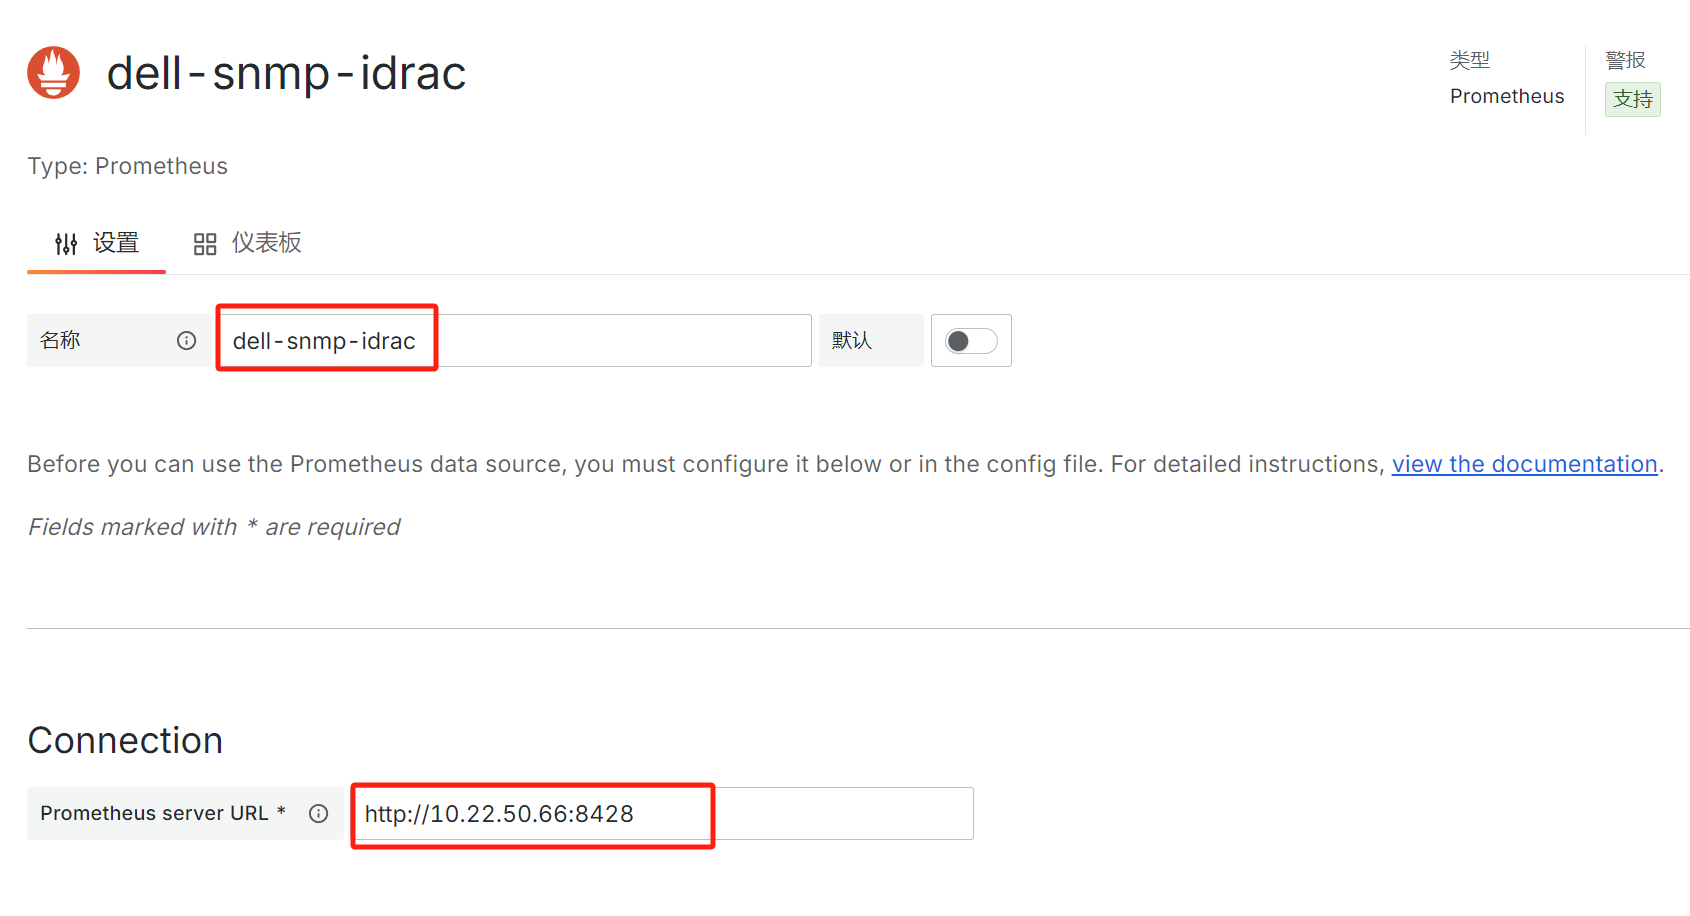 dell-snmp-idrac
类型
Prometheus
警报
支持
Type: Prometheus
设置
仪表板
名称
dell-snmp-idrac
默认
Before you can use the Prometheus data source, you must configure it below or in the config file. For detailed instructions, view the documentation.
Fields marked with * are required
Connection
Prometheus server URL *
http://10.22.50.66:8428